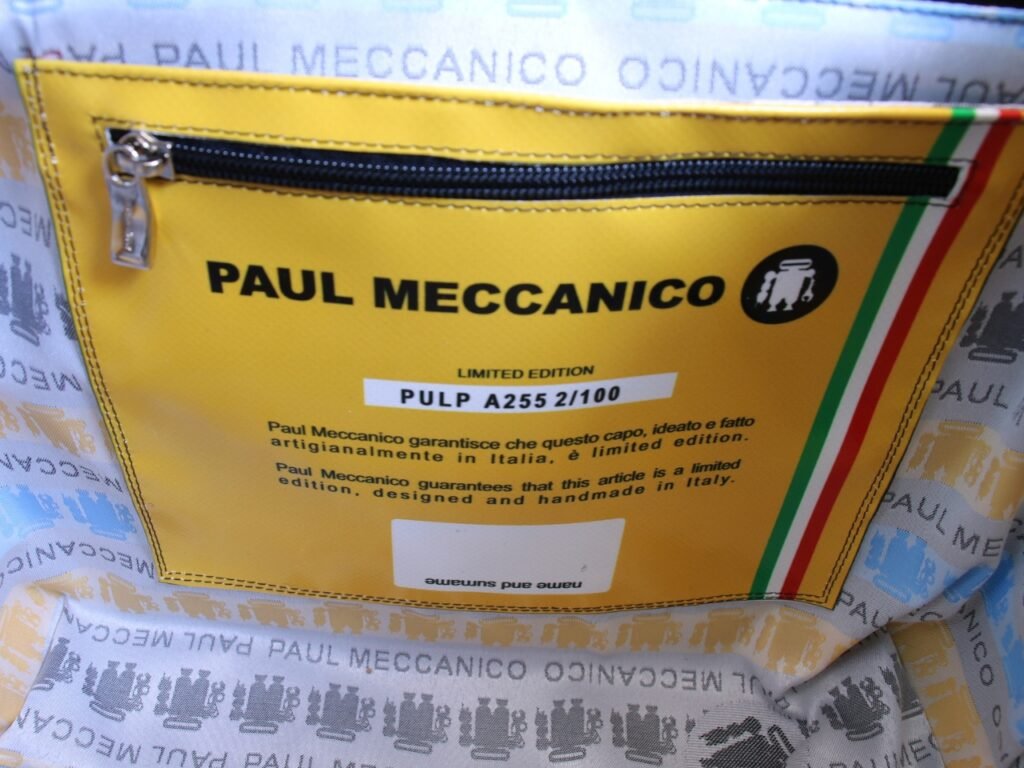 PAUL MECCANICO
PAUL MECCANICO
LIMITED EDITION
PULP A255 2/100
Paul Meccanico garantisce che questo capo, ideato e fatto
artigianalmente in Italia, è limited edition.
Paul Meccanico guarantees that this article is a limited
edition, designed and handmade in Italy.
name and surname
PAUL MECCANICO